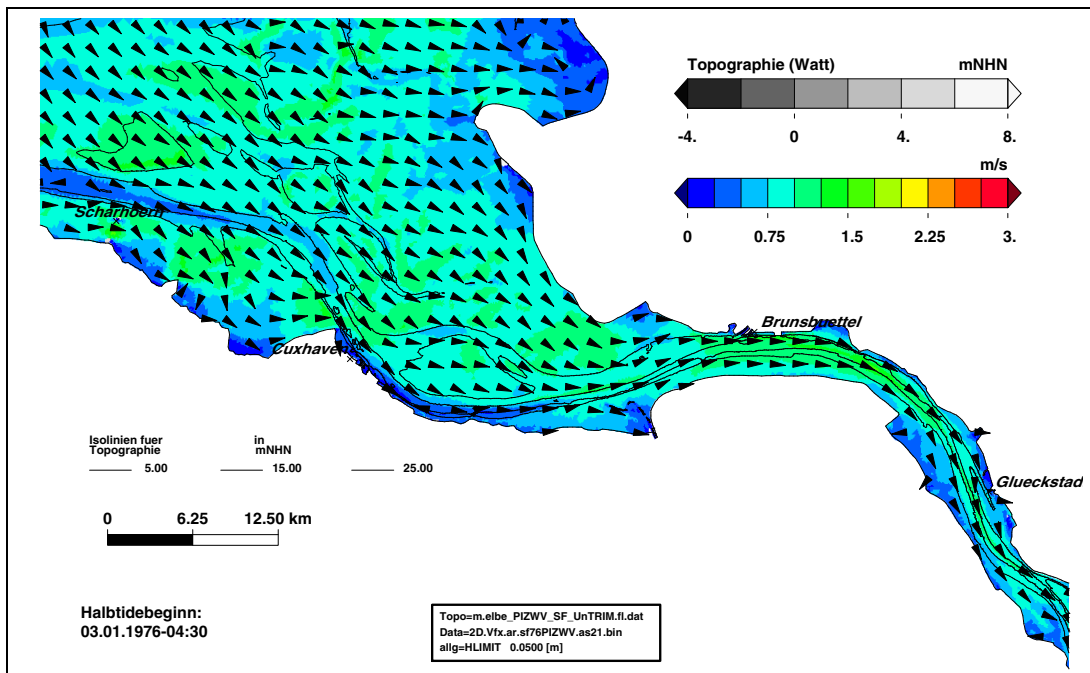 Topographie (Watt) mNHN
-4. 0 4. 8.
m/s
0 0.75 1.5 2.25 3.
Scharhoern
Brunsbuettel
Cuxhaven
Glueckstad
Isolinien fuer in
Topographie mNHN
5.00 15.00 25.00
0 6.25 12.50 km
Halbtidebeginn:
03.01.1976-04:30
Topo=m.elbe_PIZWV_SF_UnTRIM.fl.dat
Data=2D.Vfx.ar.sf76PIZWV.as21.bin
allg=HLIMIT 0.0500 [m]